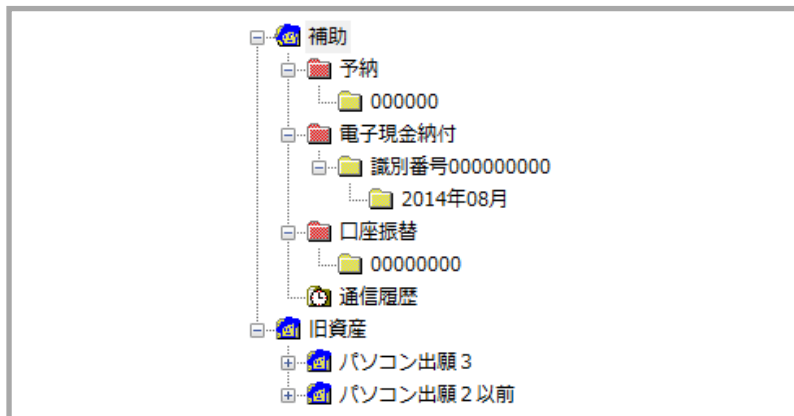 補助
予納
000000
電子現金納付
識別番号000000000
2014年08月
口座振替
00000000
通信履歴
旧資産
パソコン出願３
パソコン出願２以前